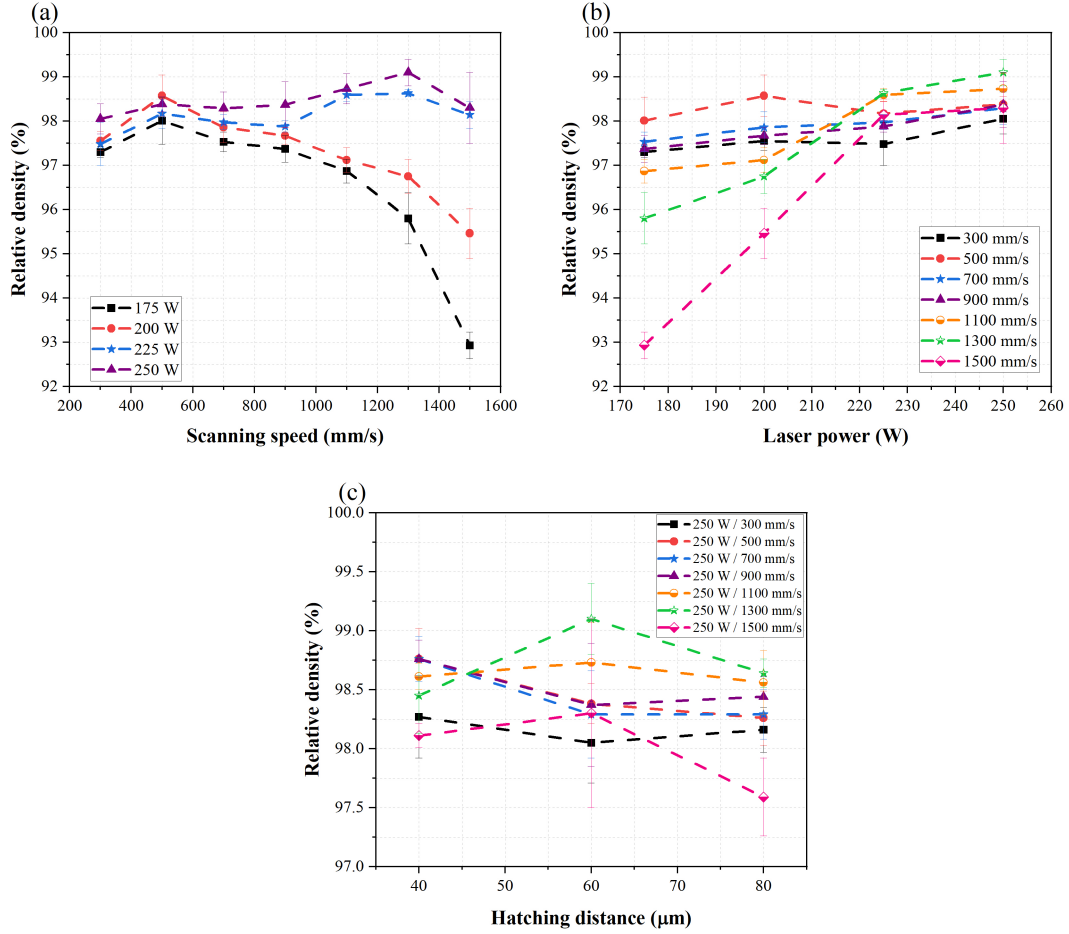 (a)
100
99
98
97
96
95
94
93
92
Relative density (%)
175 W
200 W
225 W
250 W
200 400 600 800 1000 1200 1400 1600
Scanning speed (mm/s)
(b)
100
99
98
97
96
95
94
93
92
Relative density (%)
300 mm/s
500 mm/s
700 mm/s
900 mm/s
1100 mm/s
1300 mm/s
1500 mm/s
170 180 190 200 210 220 230 240 250 260
Laser power (W)
(c)
100.0
99.5
99.0
98.5
98.0
97.5
97.0
Relative density (%)
250 W / 300 mm/s
250 W / 500 mm/s
250 W / 700 mm/s
250 W / 900 mm/s
250 W / 1100 mm/s
250 W / 1300 mm/s
250 W / 1500 mm/s
40 50 60 70 80
Hatching distance (μm)